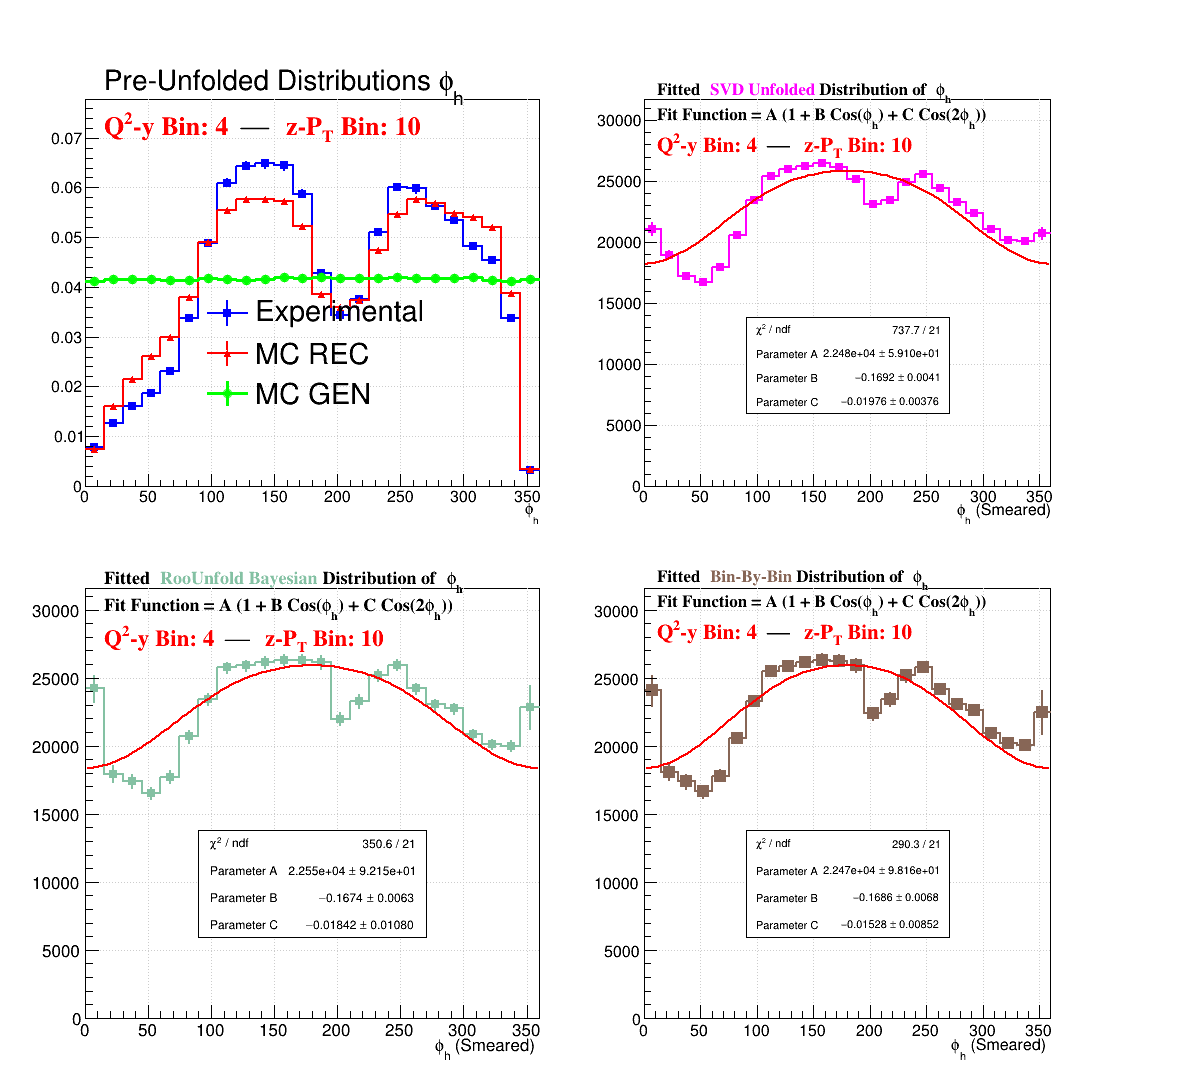 Pre-Unfolded Distributions ϕh
Q2-y Bin: 4 — z-PT Bin: 10
0.07
0.06
0.05
0.04
0.03
0.02
0.01
0
Experimental
MC REC
MC GEN
0 50 100 150 200 250 300 350
ϕh
Fitted SVD Unfolded Distribution of ϕh
Fit Function = A (1 + B Cos(ϕh) + C Cos(2ϕh))
Q2-y Bin: 4 — z-PT Bin: 10
30000
25000
20000
15000
10000
5000
0
χ2 / ndf 737.7 / 21
Parameter A 2.248e+04 ± 5.910e+01
Parameter B −0.1692 ± 0.0041
Parameter C −0.01976 ± 0.00376
0 50 100 150 200 250 300 350
ϕh (Smeared)
Fitted RooUnfold Bayesian Distribution of ϕh
Fit Function = A (1 + B Cos(ϕh) + C Cos(2ϕh))
Q2-y Bin: 4 — z-PT Bin: 10
30000
25000
20000
15000
10000
5000
0
χ2 / ndf 350.6 / 21
Parameter A 2.255e+04 ± 9.215e+01
Parameter B −0.1674 ± 0.0063
Parameter C −0.01842 ± 0.01080
0 50 100 150 200 250 300 350
ϕh (Smeared)
Fitted Bin-By-Bin Distribution of ϕh
Fit Function = A (1 + B Cos(ϕh) + C Cos(2ϕh))
Q2-y Bin: 4 — z-PT Bin: 10
30000
25000
20000
15000
10000
5000
0
χ2 / ndf 290.3 / 21
Parameter A 2.247e+04 ± 9.816e+01
Parameter B −0.1686 ± 0.0068
Parameter C −0.01528 ± 0.00852
0 50 100 150 200 250 300 350
ϕh (Smeared)